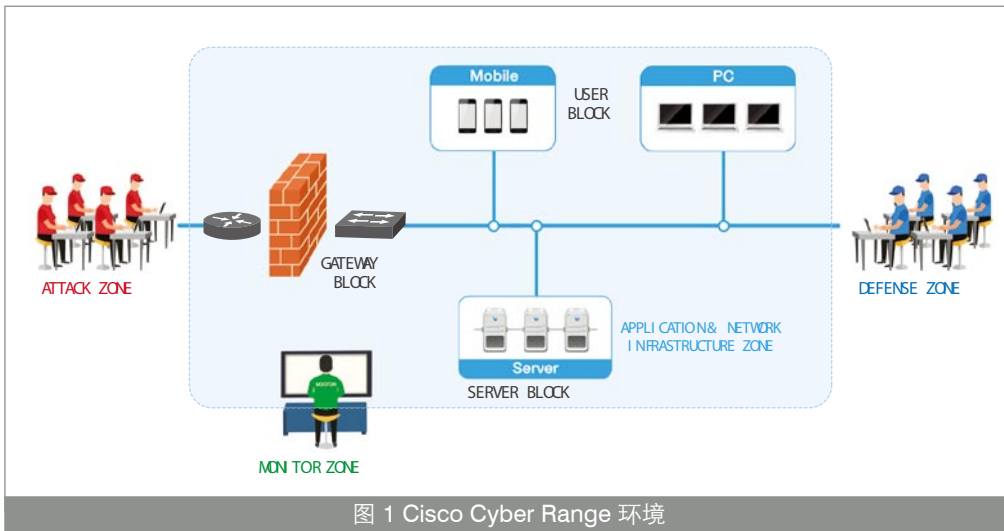 Mobile
USER
BLOCK
PC
GATEWAY
BLOCK
ATTACK ZONE
DEFENSE ZONE
APPLICATION & NETWORK
INFRASTRUCTURE ZONE
Server
SERVER BLOCK
MONITOR ZONE
图 1 Cisco Cyber Range 环境